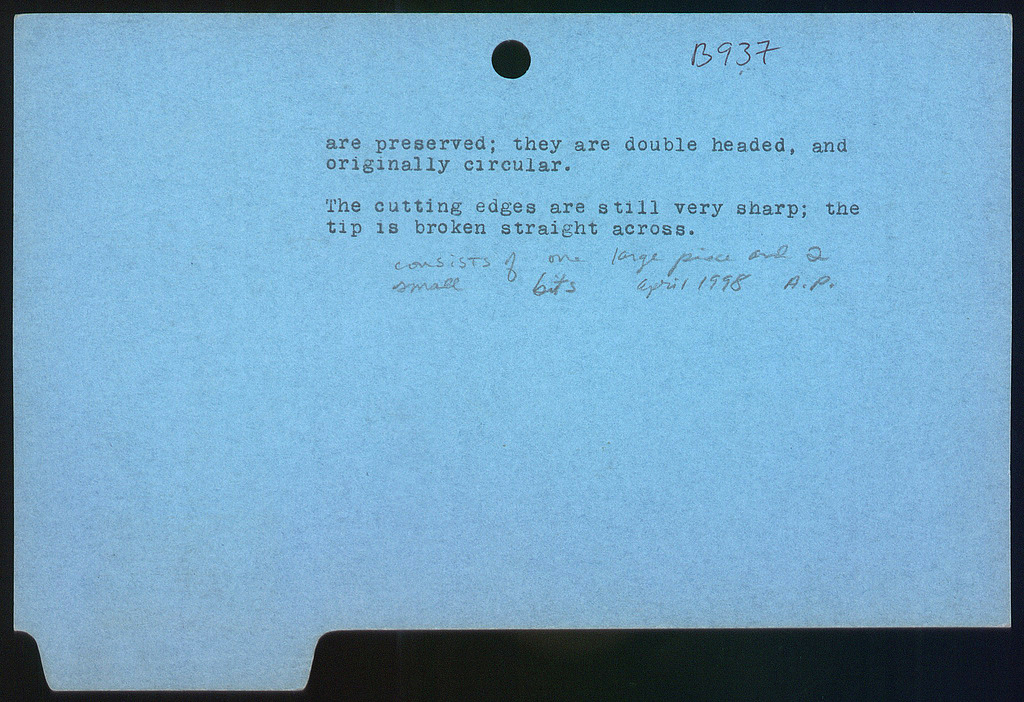 B937
are preserved; they are double headed, and
originally circular.
The cutting edges are still very sharp; the
tip is broken straight across.
consists of one large piece and 2
small bits april 1998 A.P.